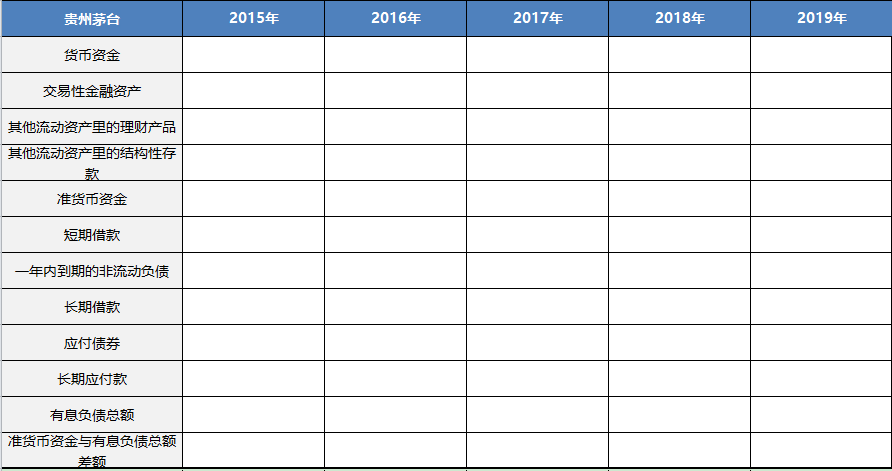 贵州茅台 2015年 2016年 2017年 2018年 2019年
货币资金
交易性金融资产
其他流动资产里的理财产品
其他流动资产里的结构性存
款
准货币资金
短期借款
一年内到期的非流动负债
长期借款
应付债券
长期应付款
有息负债总额
准货币资金与有息负债总额
差额